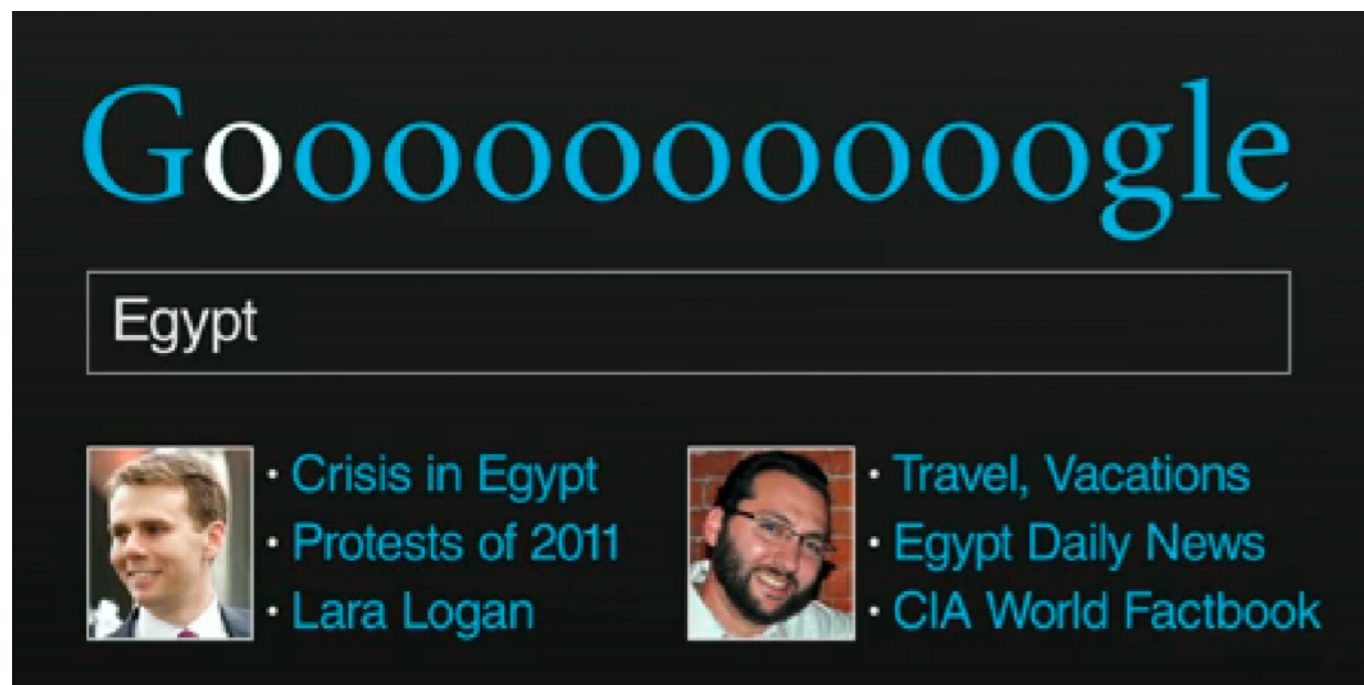 Goooooooooogle
Egypt
• Crisis in Egypt
• Protests of 2011
• Lara Logan
• Travel, Vacations
• Egypt Daily News
• CIA World Factbook